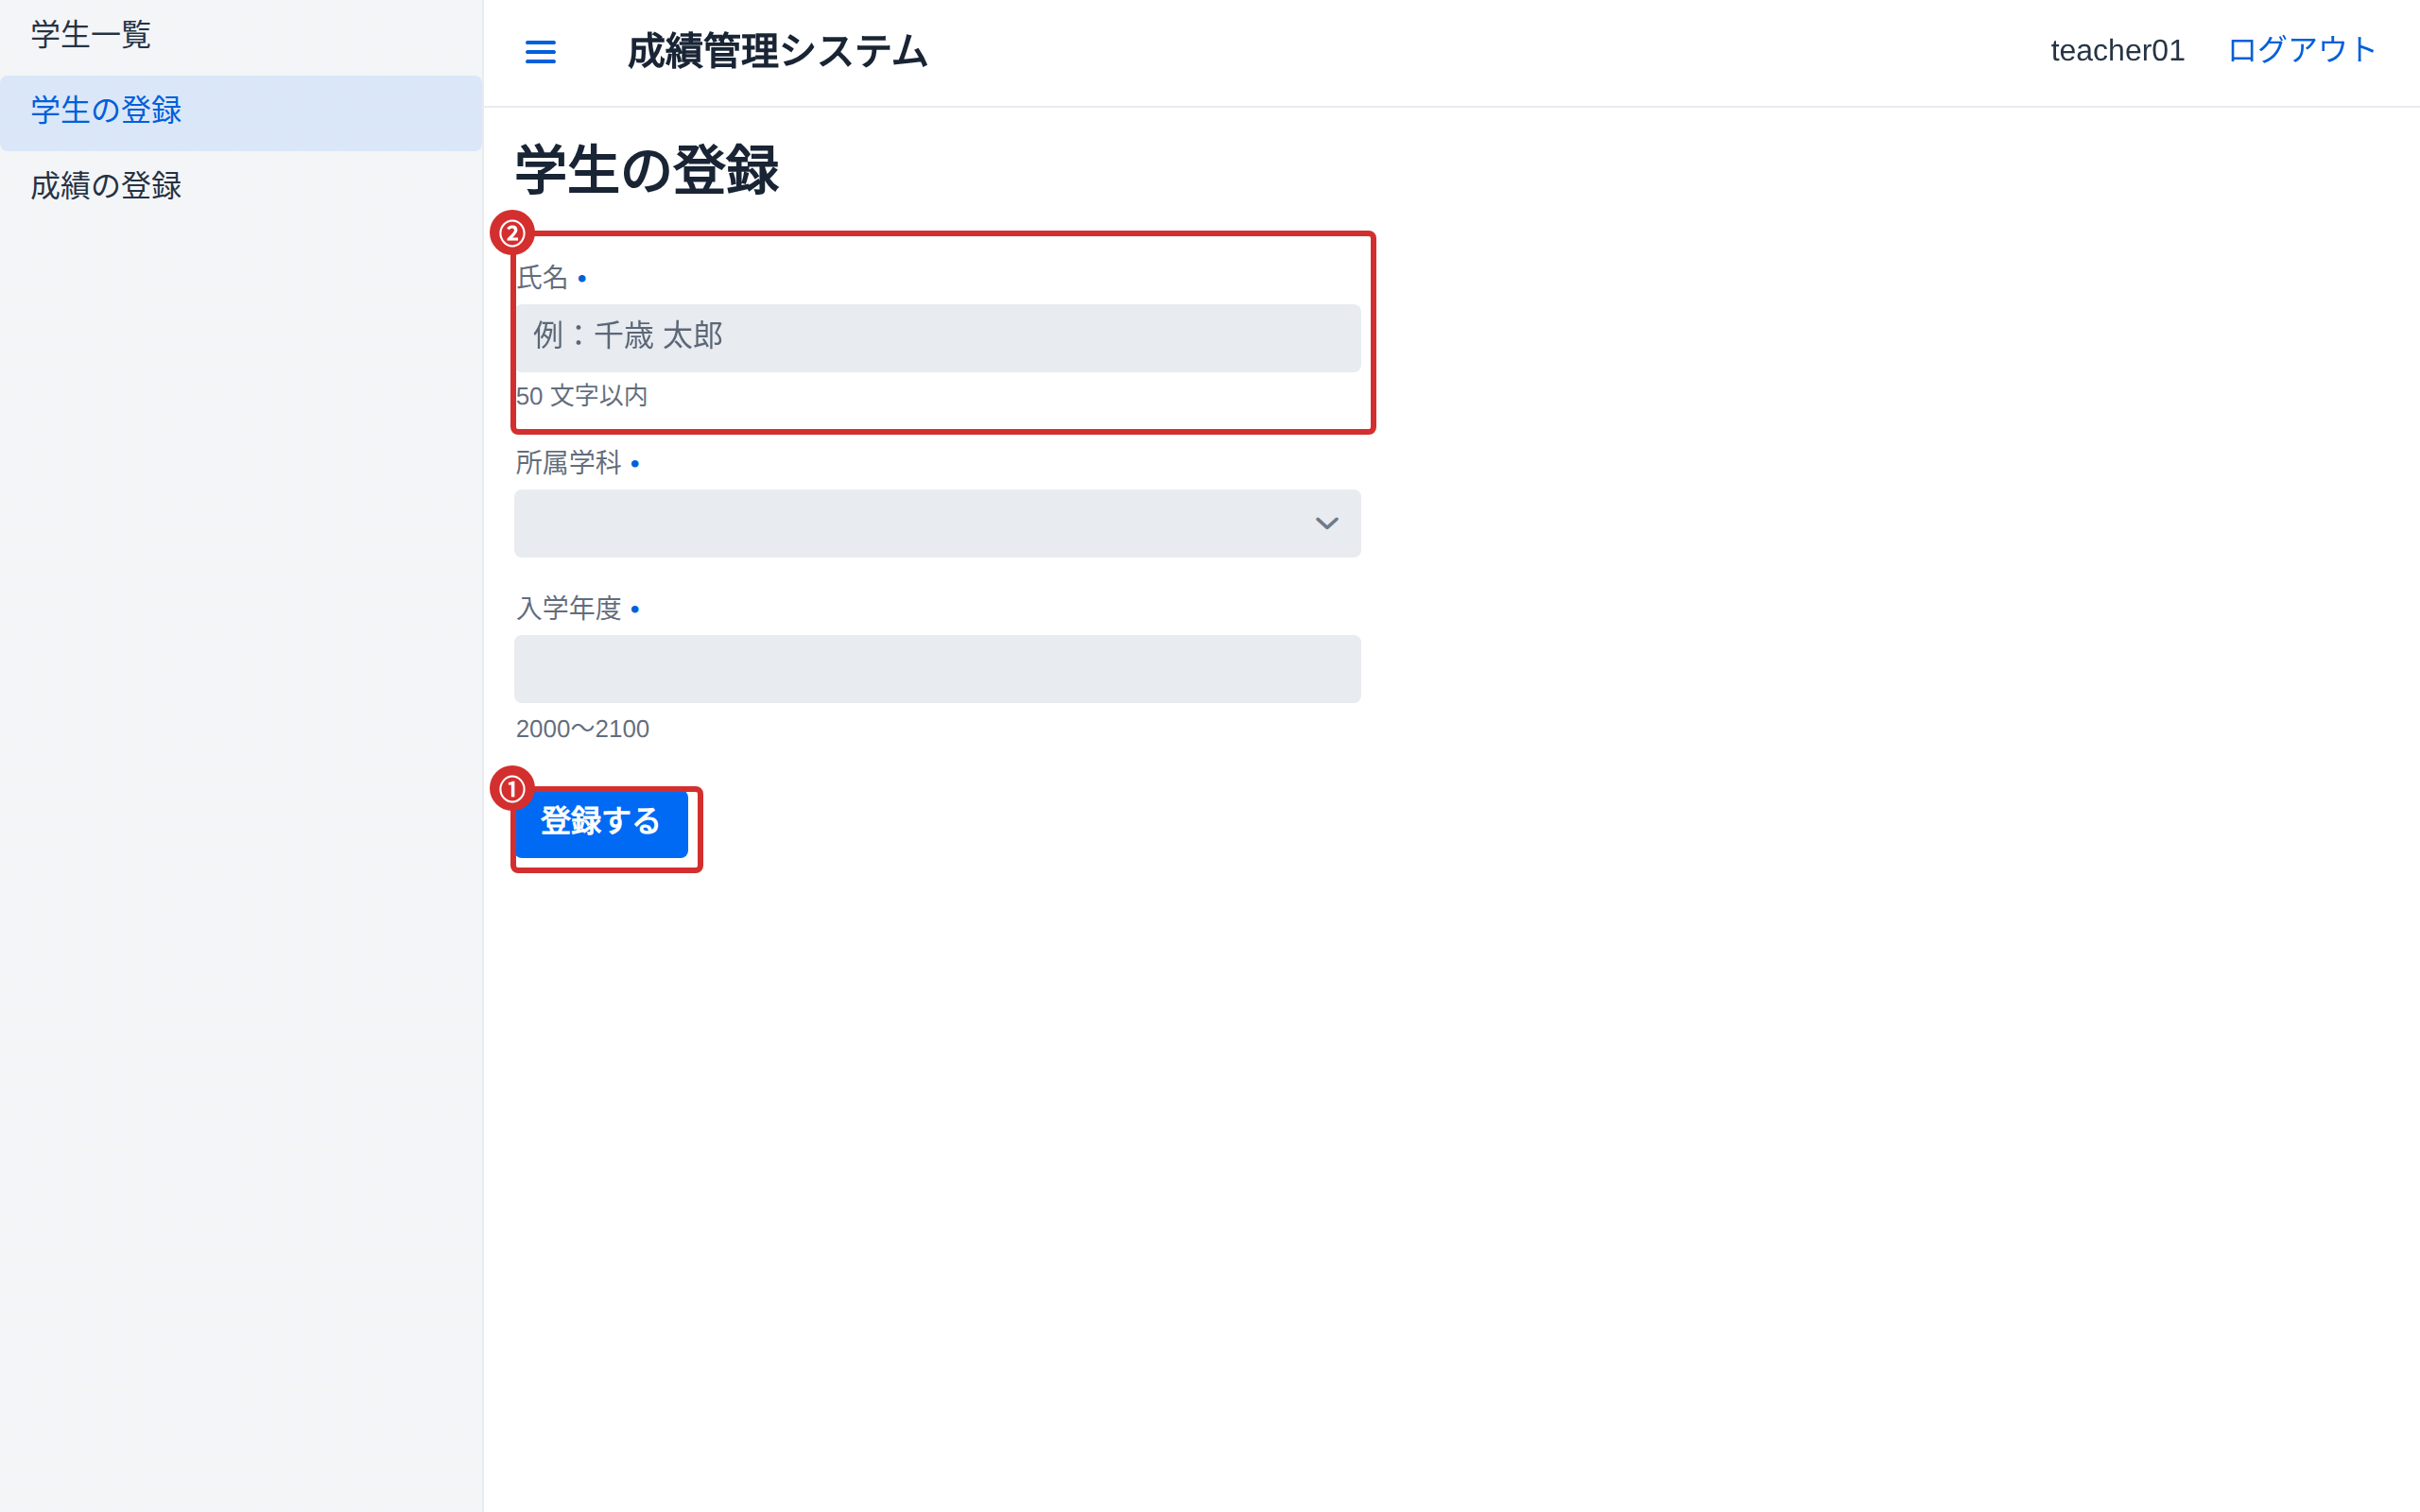 学生一覧
学生の登録
成績の登録
成績管理システム
teacher01
ログアウト
学生の登録
②
氏名 •
例：千歳 太郎
50 文字以内
所属学科 •
入学年度 •
2000～2100
①
登録する